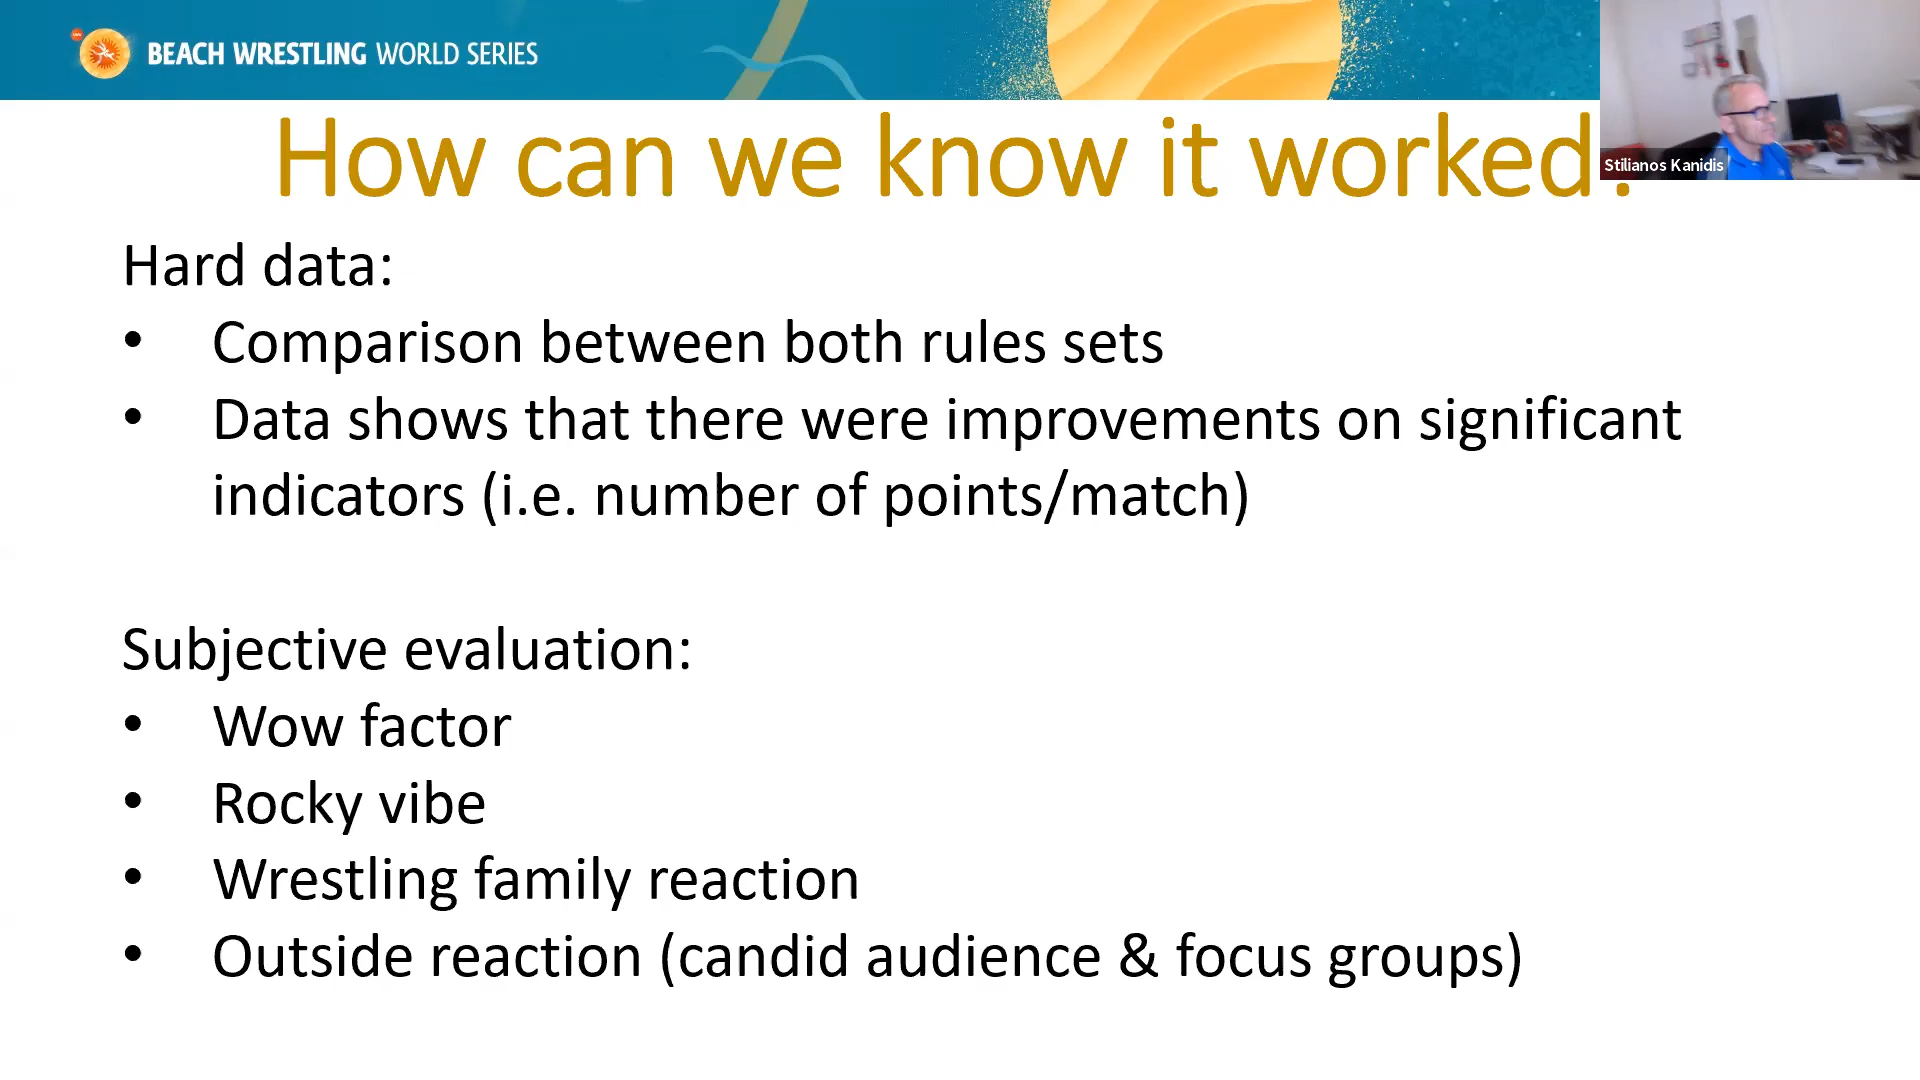 BEACH WRESTLING WORLD SERIES
How can we know it worked?
Stilianos Kanidis
Hard data:
• Comparison between both rules sets
• Data shows that there were improvements on significant
indicators (i.e. number of points/match)
Subjective evaluation:
• Wow factor
• Rocky vibe
• Wrestling family reaction
• Outside reaction (candid audience & focus groups)